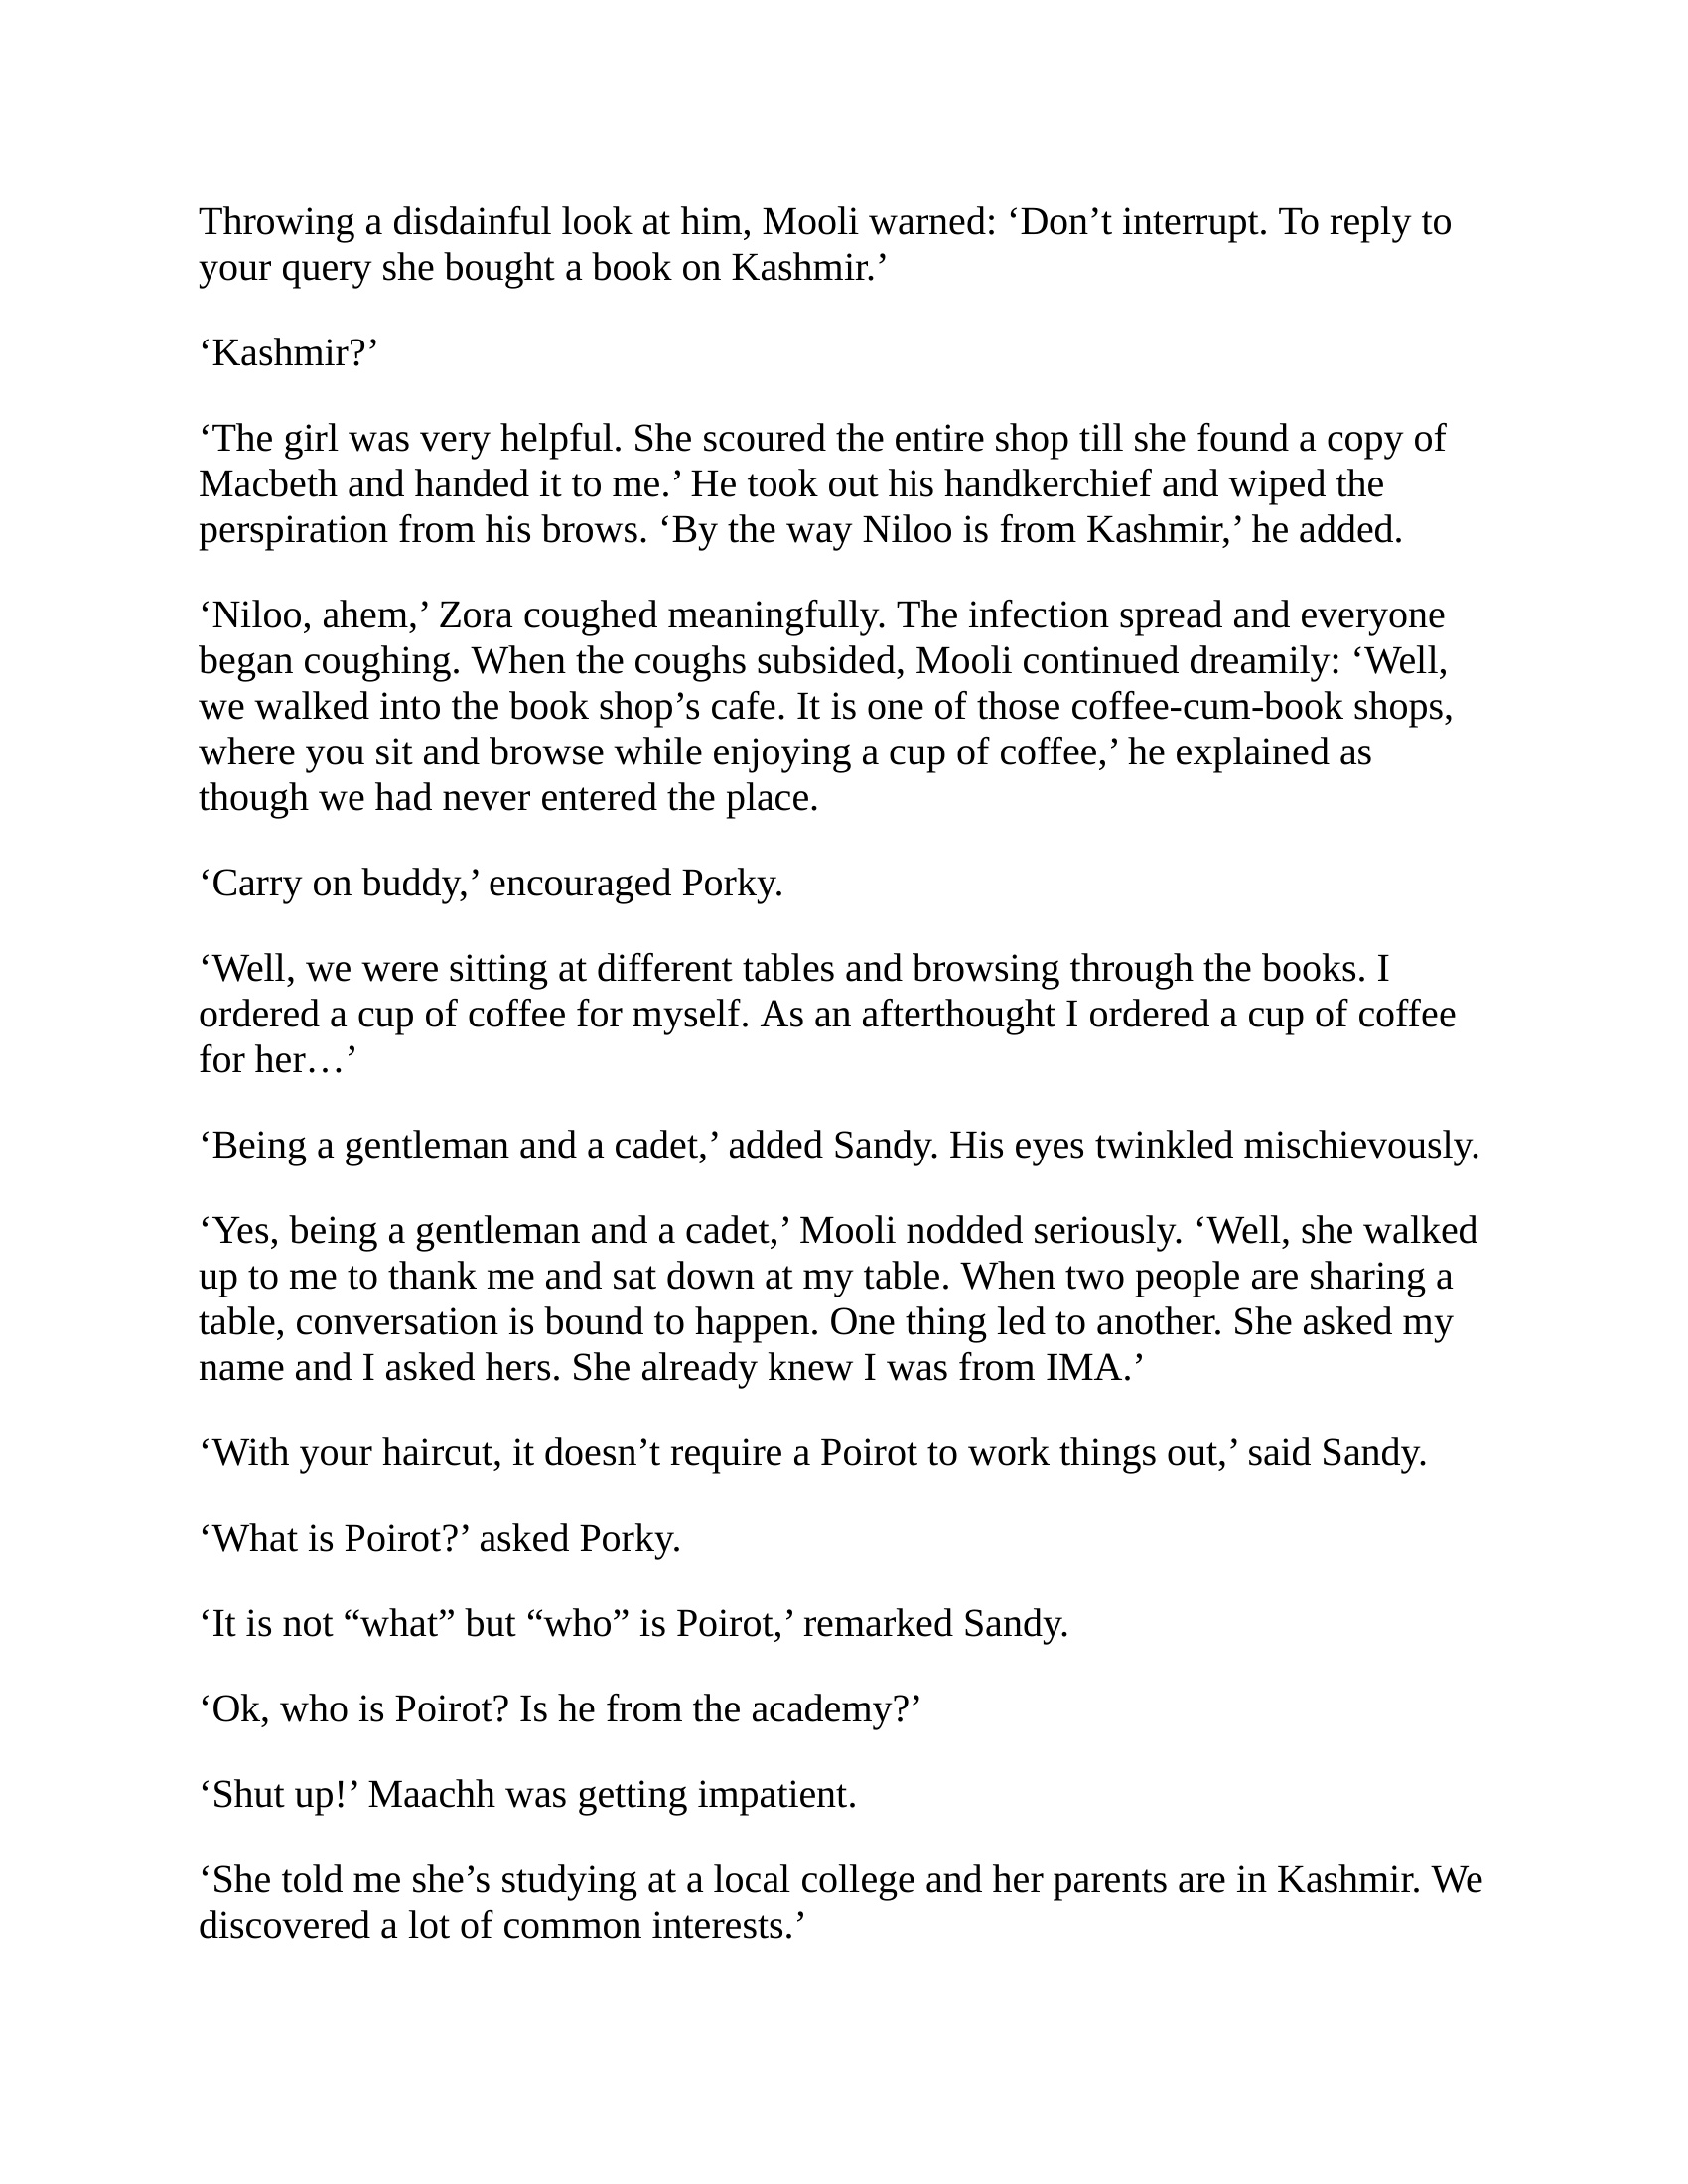 Throwing a disdainful look at him, Mooli warned: ‘Don’t interrupt. To reply to
your query she bought a book on Kashmir.’
‘Kashmir?’
‘The girl was very helpful. She scoured the entire shop till she found a copy of
Macbeth and handed it to me.’ He took out his handkerchief and wiped the
perspiration from his brows. ‘By the way Niloo is from Kashmir,’ he added.
‘Niloo, ahem,’ Zora coughed meaningfully. The infection spread and everyone
began coughing. When the coughs subsided, Mooli continued dreamily: ‘Well,
we walked into the book shop’s cafe. It is one of those coffee-cum-book shops,
where you sit and browse while enjoying a cup of coffee,’ he explained as
though we had never entered the place.
‘Carry on buddy,’ encouraged Porky.
‘Well, we were sitting at different tables and browsing through the books. I
ordered a cup of coffee for myself. As an afterthought I ordered a cup of coffee
for her…’
‘Being a gentleman and a cadet,’ added Sandy. His eyes twinkled mischievously.
‘Yes, being a gentleman and a cadet,’ Mooli nodded seriously. ‘Well, she walked
up to me to thank me and sat down at my table. When two people are sharing a
table, conversation is bound to happen. One thing led to another. She asked my
name and I asked hers. She already knew I was from IMA.’
‘With your haircut, it doesn’t require a Poirot to work things out,’ said Sandy.
‘What is Poirot?’ asked Porky.
‘It is not “what” but “who” is Poirot,’ remarked Sandy.
‘Ok, who is Poirot? Is he from the academy?’
‘Shut up!’ Maachh was getting impatient.
‘She told me she’s studying at a local college and her parents are in Kashmir. We
discovered a lot of common interests.’